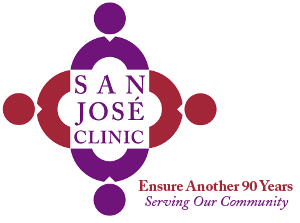 SAN
JOSÉ
CLINIC
Ensure Another 90 Years
Serving Our Community